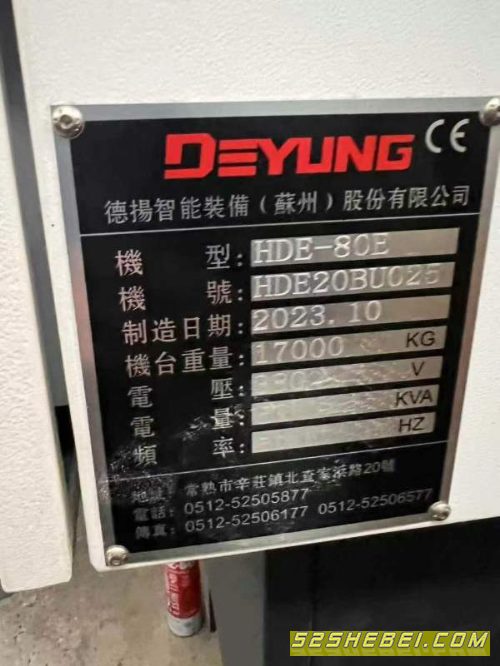 DEYUNG CE
德揚智能裝備(蘇州)股份有限公司
機 型: HDE-80E
機 號: HDE20BU025
制造日期: 2023.10
機台重量: 17000 KG
電 壓: V
電 量: KVA
頻 率: HZ
地址: 常熟市辛莊鎮北查家浜路20號
電話: 0512-52505877
傳真: 0512-52506177 0512-52506577
52SHEBEI.COM